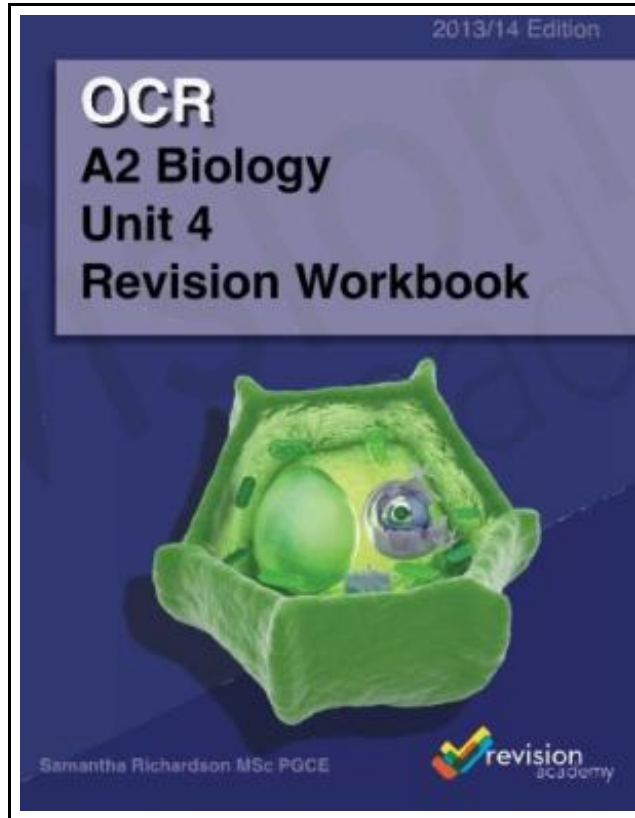 2013/14 Edition
OCR
A2 Biology
Unit 4
Revision Workbook
Samantha Richardson MSc PGCE
revision
academy